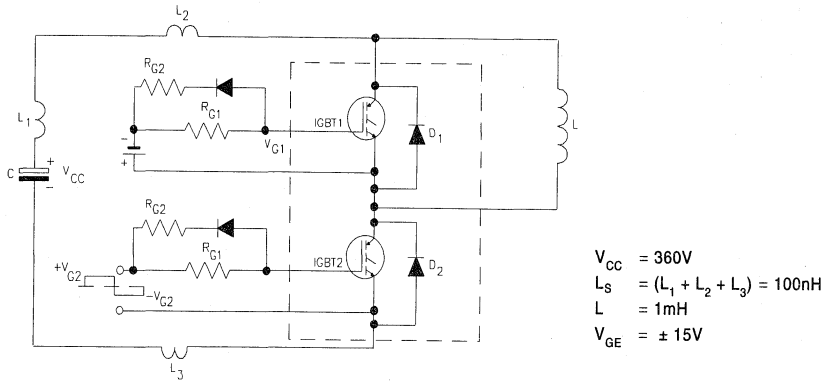 L2
RG2
RG1
L1
IGBT1
D1
L
VG1
-
+
+
C
VCC
-
RG2
RG1
IGBT2
D2
+VG2
-VG2
L3
VCC = 360V
LS = (L1 + L2 + L3) = 100nH
L = 1mH
VGE = ± 15V